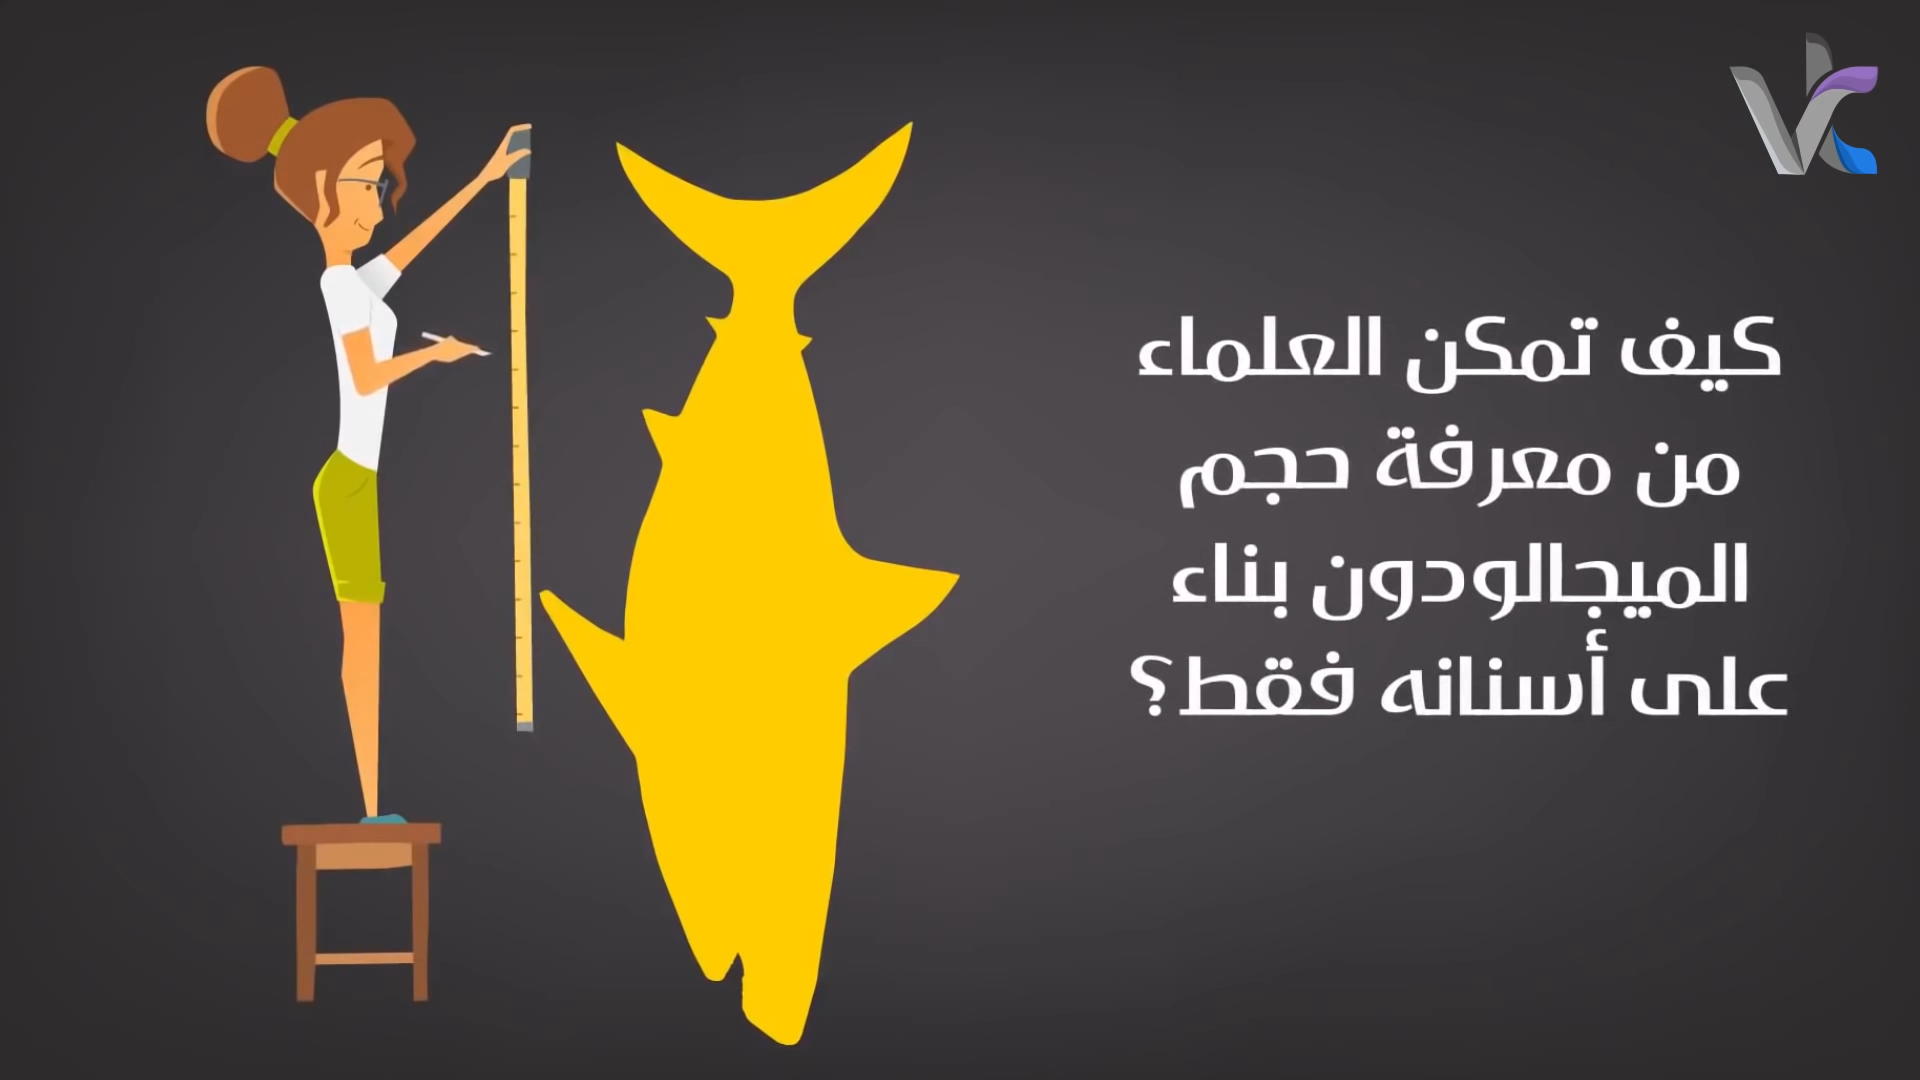 كيف تمكن العلماء
من معرفة حجم
الميجالودون بناء
على أسنانه فقط؟